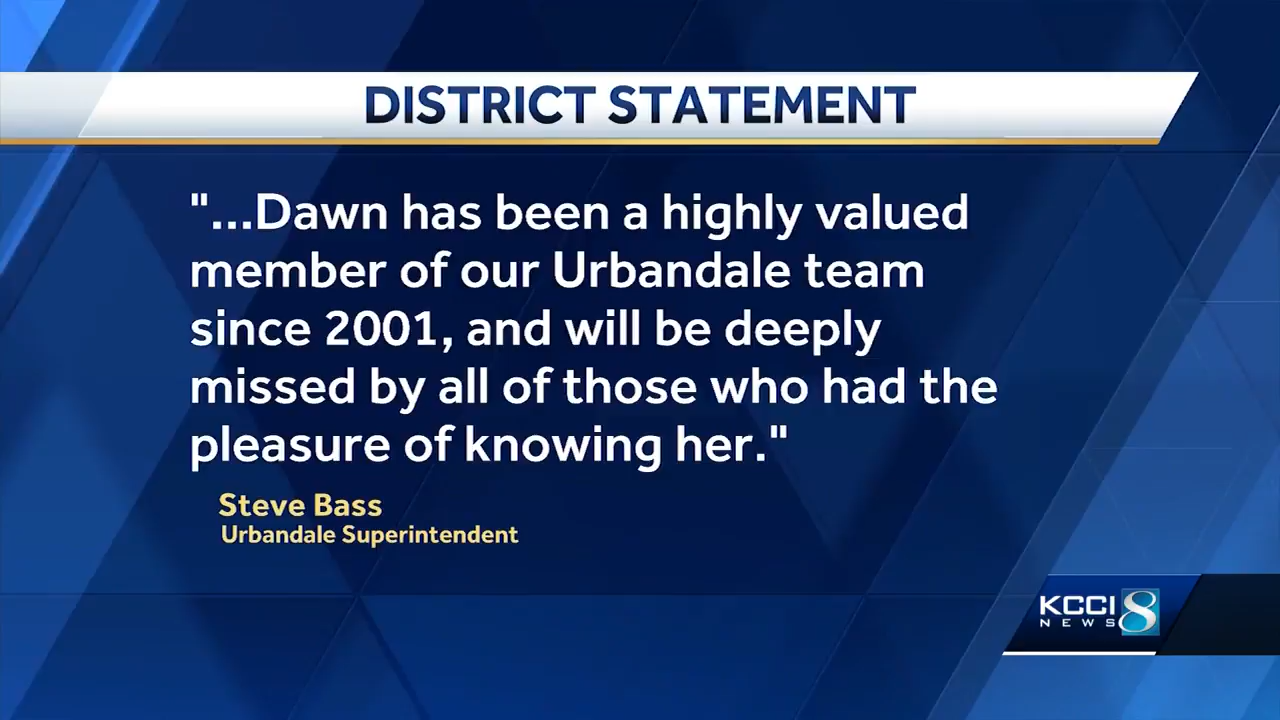 DISTRICT STATEMENT
"...Dawn has been a highly valued
member of our Urbandale team
since 2001, and will be deeply
missed by all of those who had the
pleasure of knowing her."
Steve Bass
Urbandale Superintendent
KCCI 8
NEWS